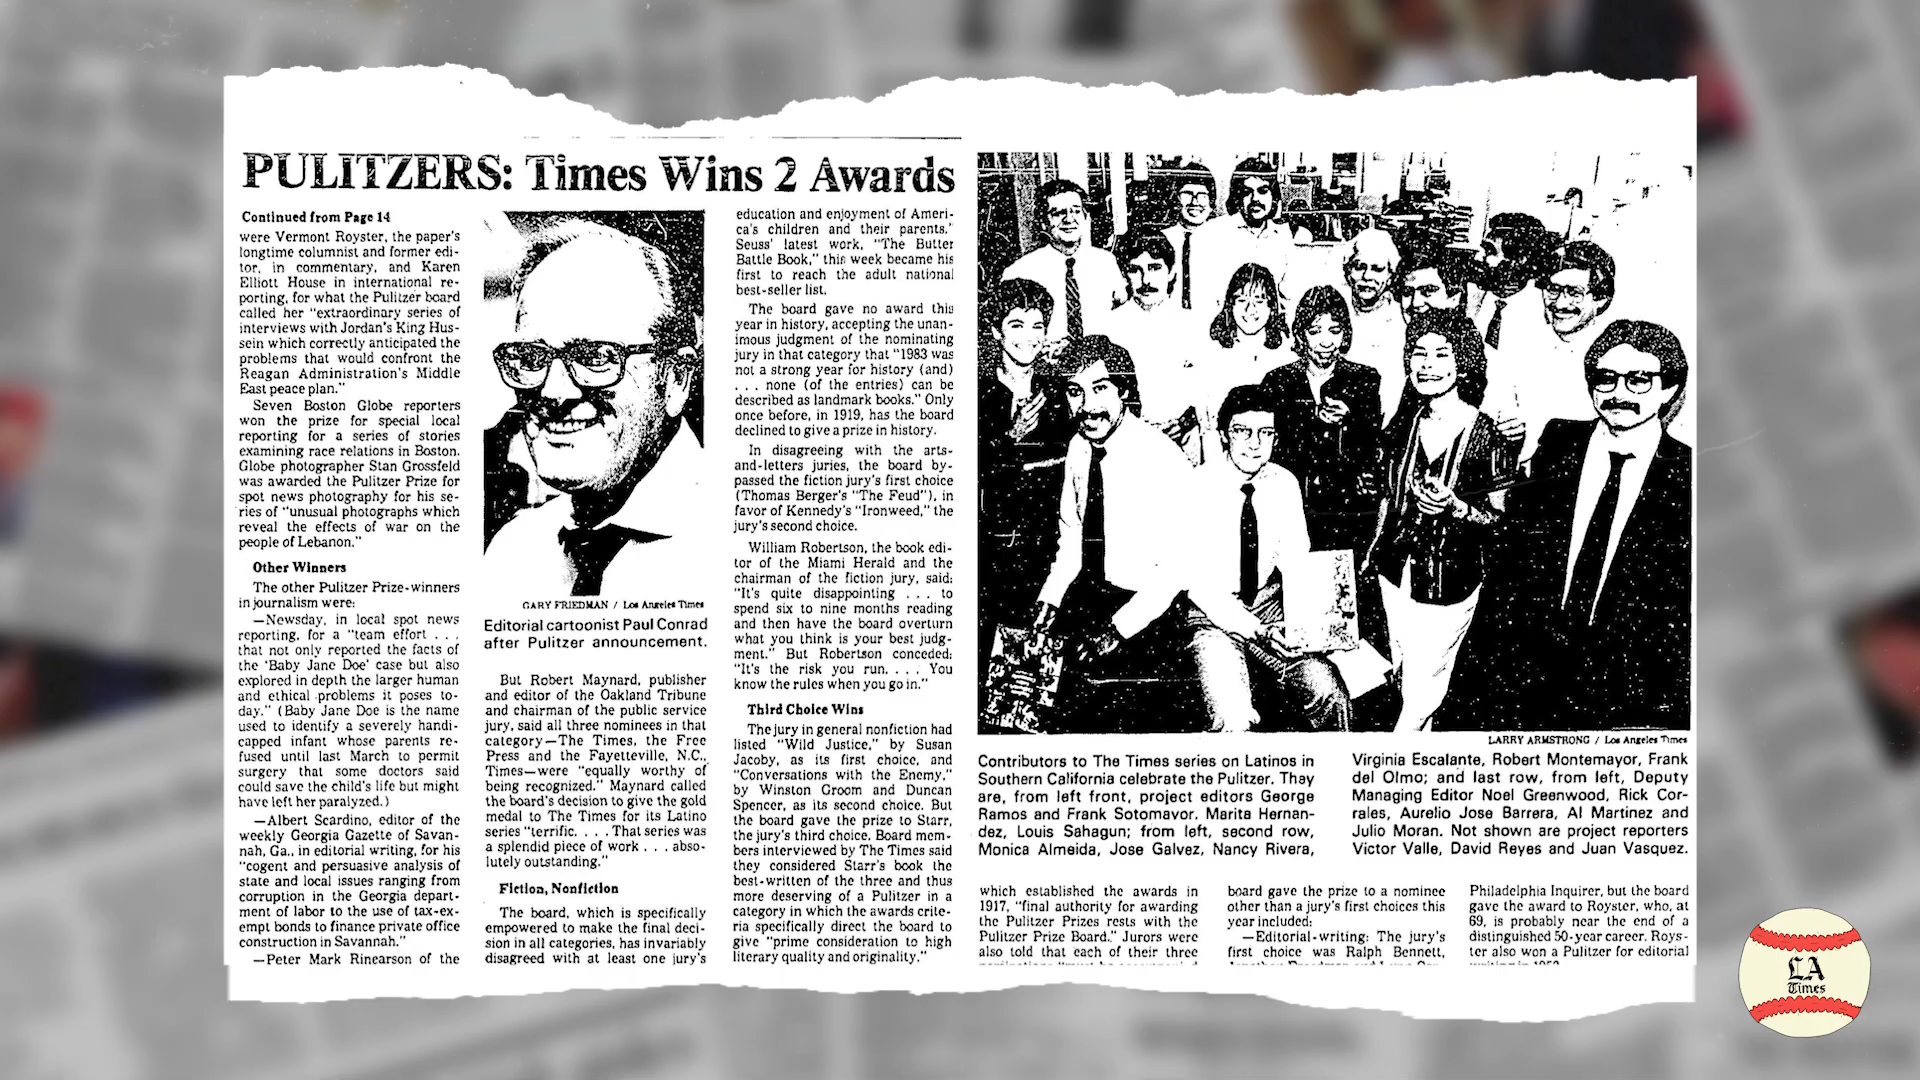 PULITZERS: Times Wins 2 Awards
Continued from Page 14
were Vermont Royster, the paper's
longtime columnist and former edi-
tor, in commentary, and Karen
Elliott House in international re-
porting, for what the Pulitzer board
called her "extraordinary series of
interviews with Jordan's King Hus-
sein which correctly anticipated the
problems that would confront the
Reagan Administration's Middle
East peace plan."
Seven Boston Globe reporters
won the prize for special local
reporting for a series of stories
examining race relations in Boston.
Globe photographer Stan Grossfeld
was awarded the Pulitzer Prize for
spot news photography for his se-
ries of "unusual photographs which
reveal the effects of war on the
people of Lebanon."
Other Winners
The other Pulitzer Prize-winners
in journalism were:
—Newsday, in local spot news
reporting, for a "team effort . . .
that not only reported the facts of
the 'Baby Jane Doe' case but also
explored in depth the larger human
and ethical problems it poses to-
day." (Baby Jane Doe is the name
used to identify a severely handi-
capped infant whose parents re-
fused until last March to permit
surgery that some doctors said
could save the child's life but might
have left her paralyzed.)
—Albert Scardino, editor of the
weekly Georgia Gazette of Savan-
nah, Ga., in editorial writing, for his
"cogent and persuasive analysis of
state and local issues ranging from
corruption in the Georgia depart-
ment of labor to the use of tax-ex-
empt bonds to finance private office
construction in Savannah."
—Peter Mark Rinearson of the
GARY FRIEDMAN / Los Angeles Times
Editorial cartoonist Paul Conrad
after Pulitzer announcement.
But Robert Maynard, publisher
and editor of the Oakland Tribune
and chairman of the public service
jury, said all three nominees in that
category—The Times, the Free
Press and the Fayetteville, N.C.,
Times—were "equally worthy of
being recognized." Maynard called
the board's decision to give the gold
medal to The Times for its Latino
series "terrific. . . . That series was
a splendid piece of work . . . abso-
lutely outstanding."
Fiction, Nonfiction
The board, which is specifically
empowered to make the final deci-
sion in all categories, has invariably
disagreed with at least one jury's
education and enjoyment of Ameri-
ca's children and their parents."
Seuss' latest work, "The Butter
Battle Book," this week became his
first to reach the adult national
best-seller list.
The board gave no award this
year in history, accepting the unan-
imous judgment of the nominating
jury in that category that "1983 was
not a strong year for history (and)
. . . none (of the entries) can be
described as landmark books." Only
once before, in 1919, has the board
declined to give a prize in history.
In disagreeing with the arts-
and-letters juries, the board by-
passed the fiction jury's first choice
(Thomas Berger's "The Feud"), in
favor of Kennedy's "Ironweed," the
jury's second choice.
William Robertson, the book edi-
tor of the Miami Herald and the
chairman of the fiction jury, said:
"It's quite disappointing . . . to
spend six to nine months reading
and then have the board overturn
what you think is your best judg-
ment." But Robertson conceded:
"It's the risk you run. . . . You
know the rules when you go in."
Third Choice Wins
The jury in general nonfiction had
listed "Wild Justice," by Susan
Jacoby, as its first choice, and
"Conversations with the Enemy,"
by Winston Groom and Duncan
Spencer, as its second choice. But
the board gave the prize to Starr,
the jury's third choice. Board mem-
bers interviewed by The Times said
they considered Starr's book the
best-written of the three and thus
more deserving of a Pulitzer in a
category in which the awards crite-
ria specifically direct the board to
give "prime consideration to high
literary quality and originality."
LARRY ARMSTRONG / Los Angeles Times
Contributors to The Times series on Latinos in
Southern California celebrate the Pulitzer. They
are, from left front, project editors George
Ramos and Frank Sotomavor. Marita Hernan-
dez, Louis Sahagun; from left, second row,
Monica Almeida, Jose Galvez, Nancy Rivera,
Virginia Escalante, Robert Montemayor, Frank
del Olmo; and last row, from left, Deputy
Managing Editor Noel Greenwood, Rick Cor-
rales, Aurelio Jose Barrera, Al Martinez and
Julio Moran. Not shown are project reporters
Victor Valle, David Reyes and Juan Vasquez.
which established the awards in
1917, "final authority for awarding
the Pulitzer Prizes rests with the
Pulitzer Prize Board." Jurors were
also told that each of their three
board gave the prize to a nominee
other than a jury's first choices this
year included:
—Editorial-writing: The jury's
first choice was Ralph Bennett,
Philadelphia Inquirer, but the board
gave the award to Royster, who, at
69, is probably near the end of a
distinguished 50-year career. Roys-
ter also won a Pulitzer for editorial
LA
Times